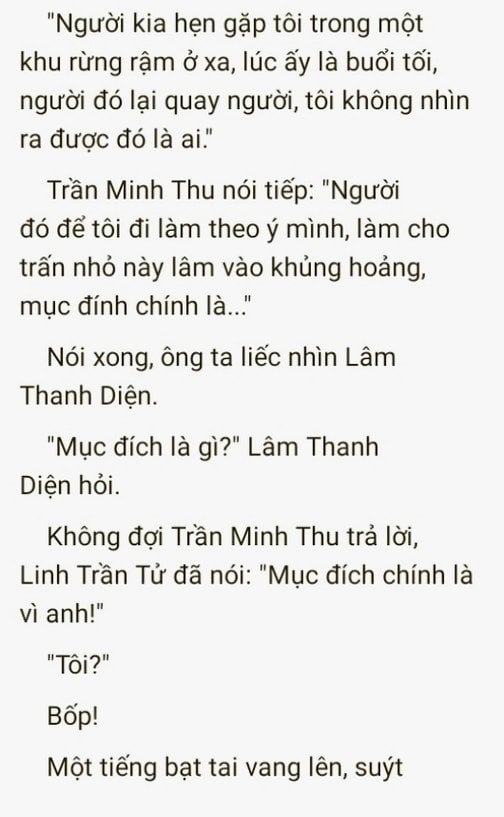 "Người kia hẹn gặp tôi trong một
khu rừng rậm ở xa, lúc ấy là buổi tối,
người đó lại quay người, tôi không nhìn
ra được đó là ai."
Trần Minh Thu nói tiếp: "Người
đó để tôi đi làm theo ý mình, làm cho
trấn nhỏ này lâm vào khủng hoảng,
mục đính chính là..."
Nói xong, ông ta liếc nhìn Lâm
Thanh Diện.
"Mục đích là gì?" Lâm Thanh
Diện hỏi.
Không đợi Trần Minh Thu trả lời,
Linh Trần Tử đã nói: "Mục đích chính là
vì anh!"
"Tôi?"
Bốp!
Một tiếng bạt tai vang lên, suýt